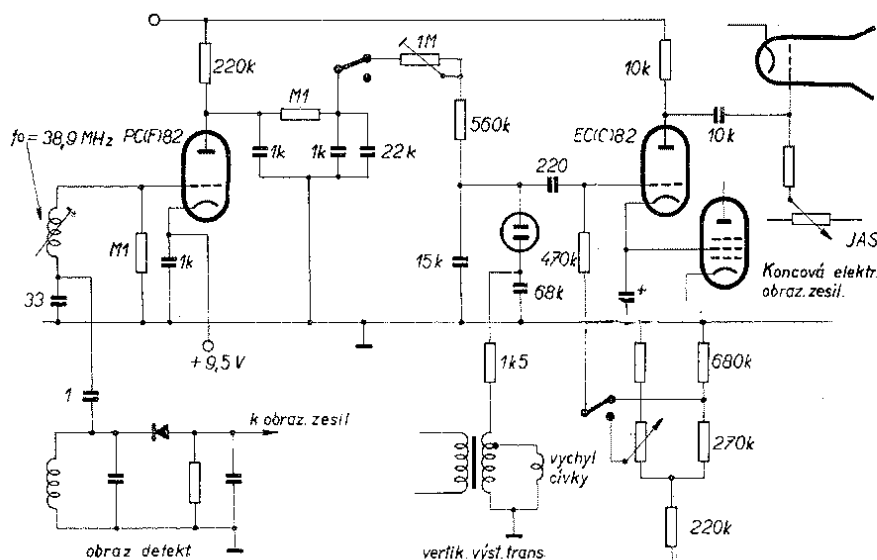 220k
M1
1M
10k
fo = 38,9 MHz PC(F)82
1k
1k
22k
560k
EC(C)82
10k
220
M1
1k
15k
68k
470k
JAS
Koncová elektr.
obraz. zesil.
33
+
+ 9,5 V
1
1k5
680k
k obraz. zesil
270k
vychyl
cívky
220k
obraz detekt
vertik. výst. trans.